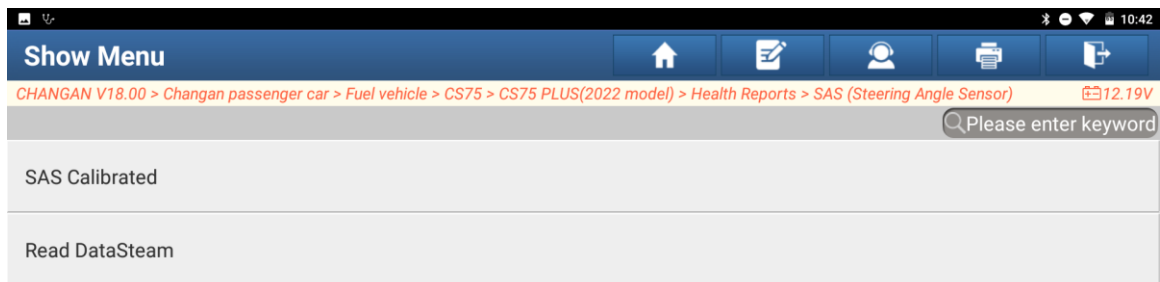 10:42
Show Menu
CHANGAN V18.00 > Changan passenger car > Fuel vehicle > CS75 > CS75 PLUS(2022 model) > Health Reports > SAS (Steering Angle Sensor) 12.19V
Please enter keyword
SAS Calibrated
Read DataSteam